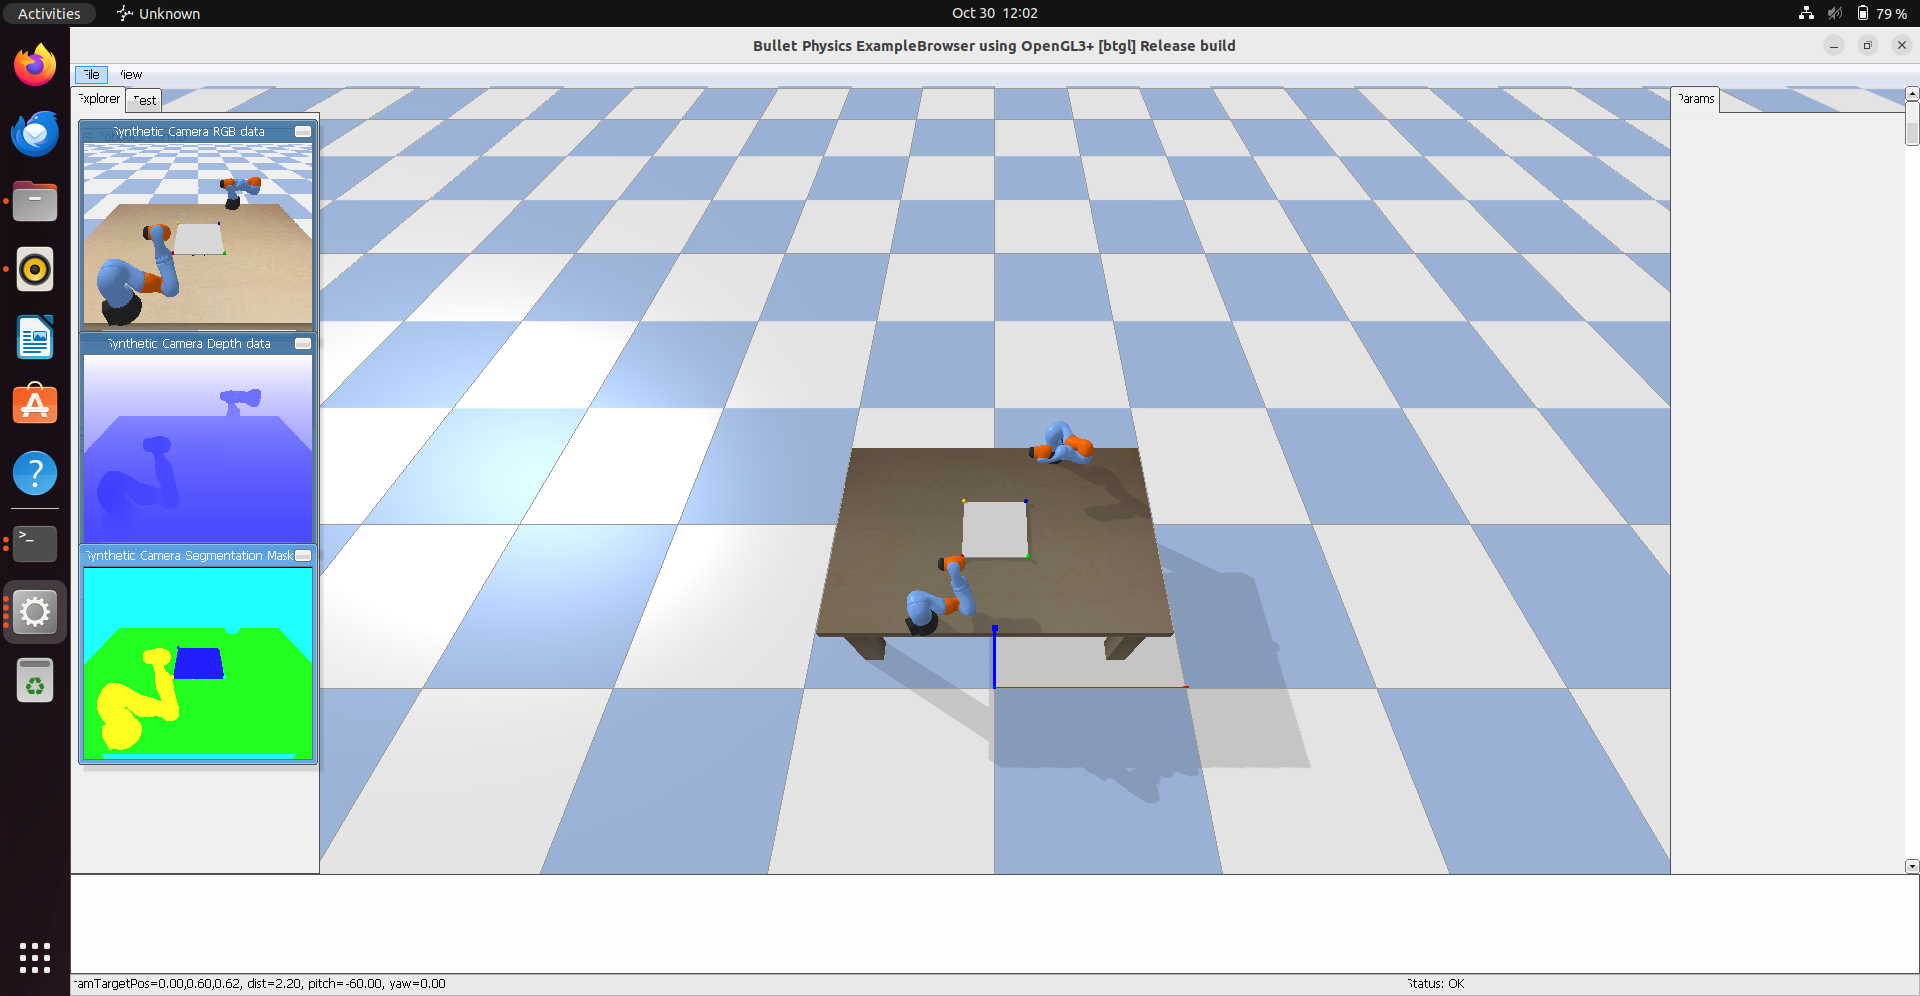 Activities
Unknown
Oct 30 12:02
79 %
Bullet Physics ExampleBrowser using OpenGL3+ [btgl] Release build
File
View
Explorer
Test
Params
Synthetic Camera RGB data
Synthetic Camera Depth data
Synthetic Camera Segmentation Mask
amTargetPos=0.00,0.60,0.62, dist=2.20, pitch=-60.00, yaw=0.00
Status: OK